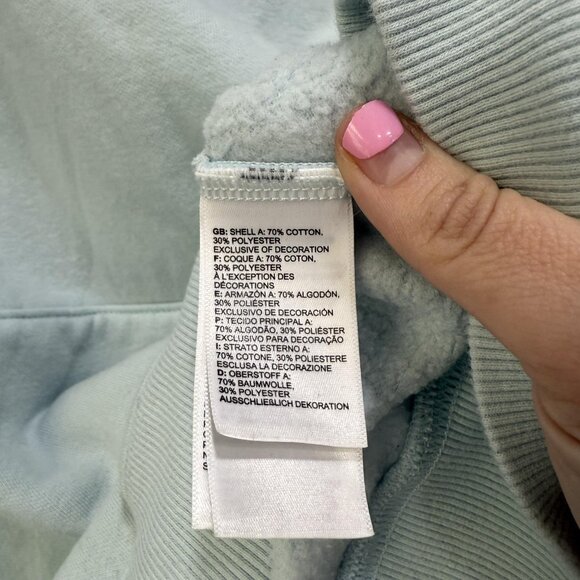 GB: SHELL A: 70% COTTON,
30% POLYESTER
EXCLUSIVE OF DECORATION
F: COQUE A: 70% COTON,
30% POLYESTER
À L'EXCEPTION DES
DÉCORATIONS
E: ARMAZÓN A: 70% ALGODÓN,
30% POLIÉSTER
EXCLUSIVO DE DECORACIÓN
P: TECIDO PRINCIPAL A:
70% ALGODÃO, 30% POLIÉSTER
EXCLUSIVO PARA DECORAÇÃO
I: STRATO ESTERNO A:
70% COTONE, 30% POLIESTERE
ESCLUSA LA DECORAZIONE
D: OBERSTOFF A:
70% BAUMWOLLE,
30% POLYESTER
AUSSCHLIEßLICH DEKORATION